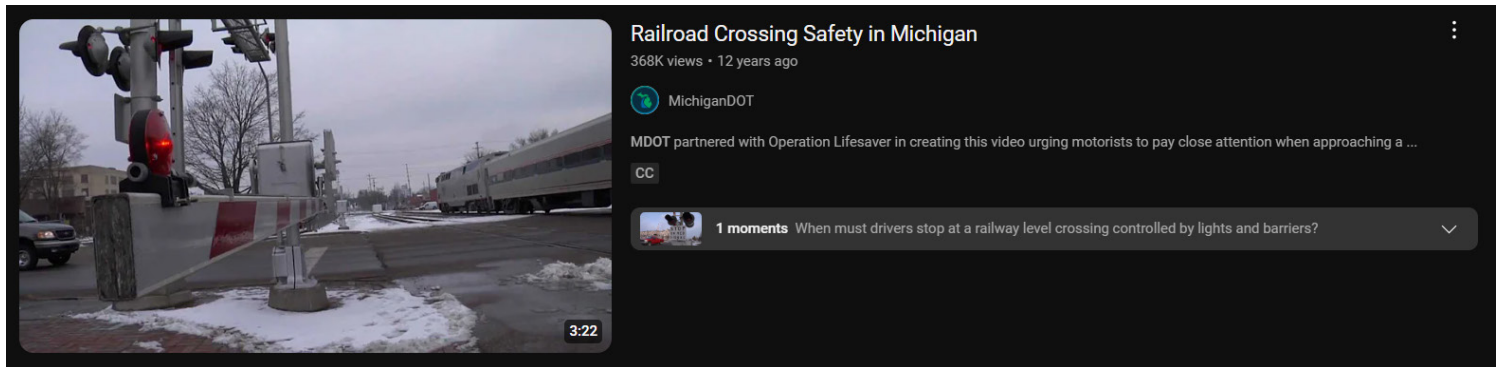 Railroad Crossing Safety in Michigan
368K views • 12 years ago
MichiganDOT
MDOT partnered with Operation Lifesaver in creating this video urging motorists to pay close attention when approaching a ...
CC
1 moments When must drivers stop at a railway level crossing controlled by lights and barriers?
3:22